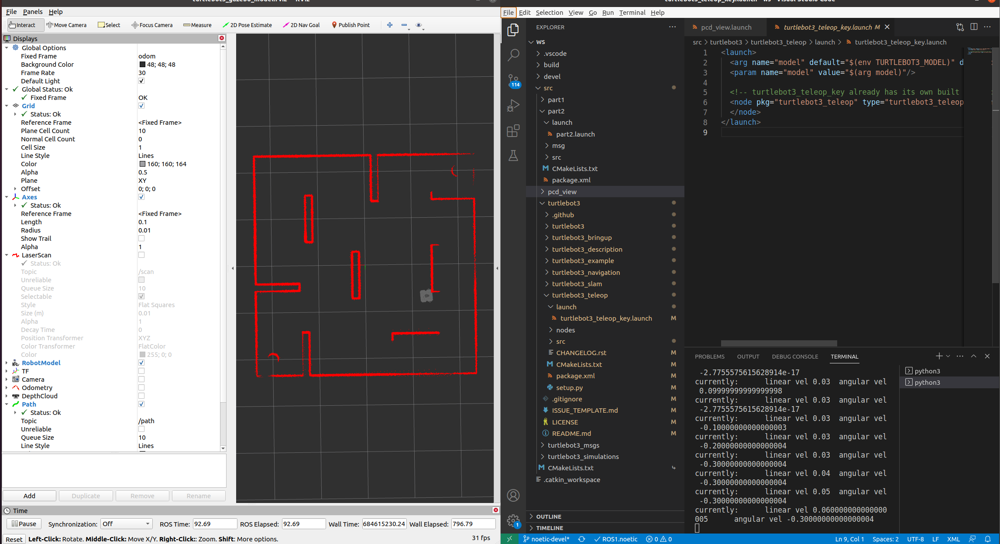 turtlebot3_gazebo_model.rviz - RViz
File Panels Help
Interact Move Camera Select Focus Camera Measure 2D Pose Estimate 2D Nav Goal Publish Point
Displays
Global Options
Fixed Frame odom
Background Color 48; 48; 48
Frame Rate 30
Default Light
Global Status: Ok
Fixed Frame OK
Grid
Status: Ok
Reference Frame <Fixed Frame>
Plane Cell Count 10
Normal Cell Count 0
Cell Size 1
Line Style Lines
Color 160; 160; 164
Alpha 0.5
Plane XY
Offset 0; 0; 0
Axes
Status: Ok
Reference Frame <Fixed Frame>
Length 0.1
Radius 0.01
Show Trail
Alpha 1
LaserScan
Status: Ok
Topic /scan
Unreliable
Queue Size 10
Selectable
Style Flat Squares
Size (m) 0.01
Alpha 1
Decay Time 0
Position Transformer XYZ
Color Transformer FlatColor
Color 255; 0; 0
RobotModel
TF
Camera
Odometry
DepthCloud
Path
Status: Ok
Topic /path
Unreliable
Queue Size 10
Line Style Lines
Add Duplicate Remove Rename
Time
Pause Synchronization: Off ROS Time: 92.69 ROS Elapsed: 92.69 Wall Time: 684615230.24 Wall Elapsed: 796.79
Reset Left-Click: Rotate. Middle-Click: Move X/Y. Right-Click:: Zoom. Shift: More options. 31 fps
turtlebot3_teleop_key.launch - ws - Visual Studio Code
File Edit Selection View Go Run Terminal Help
EXPLORER
WS
.vscode
build
devel
src
part1
part2
launch
part2.launch
msg
src
CMakeLists.txt
package.xml
pcd_view
turtlebot3
.github
turtlebot3
turtlebot3_bringup
turtlebot3_description
turtlebot3_example
turtlebot3_navigation
turtlebot3_slam
turtlebot3_teleop
launch
turtlebot3_teleop_key.launch M
nodes
src
CHANGELOG.rst M
CMakeLists.txt M
package.xml M
setup.py M
.gitignore M
ISSUE_TEMPLATE.md M
LICENSE M
README.md M
turtlebot3_msgs
turtlebot3_simulations
CMakeLists.txt
.catkin_workspace
OUTLINE
TIMELINE
114
1
pcd_view.launch turtlebot3_teleop_key.launch M
src > turtlebot3 > turtlebot3_teleop > launch > turtlebot3_teleop_key.launch
1 <launch>
2 <arg name="model" default="$(env TURTLEBOT3_MODEL)" d
3 <param name="model" value="$(arg model)"/>
4
5 <!-- turtlebot3_teleop_key already has its own built
6 <node pkg="turtlebot3_teleop" type="turtlebot3_teleop
7 </node>
8 </launch>
9
PROBLEMS OUTPUT DEBUG CONSOLE TERMINAL
python3
python3
-2.7755575615628914e-17
currently: linear vel 0.03 angular vel
0.09999999999999998
currently: linear vel 0.03 angular vel
-2.7755575615628914e-17
currently: linear vel 0.03 angular vel
-0.10000000000000003
currently: linear vel 0.03 angular vel
-0.20000000000000004
currently: linear vel 0.03 angular vel
-0.30000000000000004
currently: linear vel 0.04 angular vel
-0.30000000000000004
currently: linear vel 0.05 angular vel
-0.30000000000000004
currently: linear vel 0.060000000000000
005 angular vel -0.30000000000000004
noetic-devel* ROS1.noetic 0 0 Ln 9, Col 1 Spaces: 2 UTF-8 LF XML